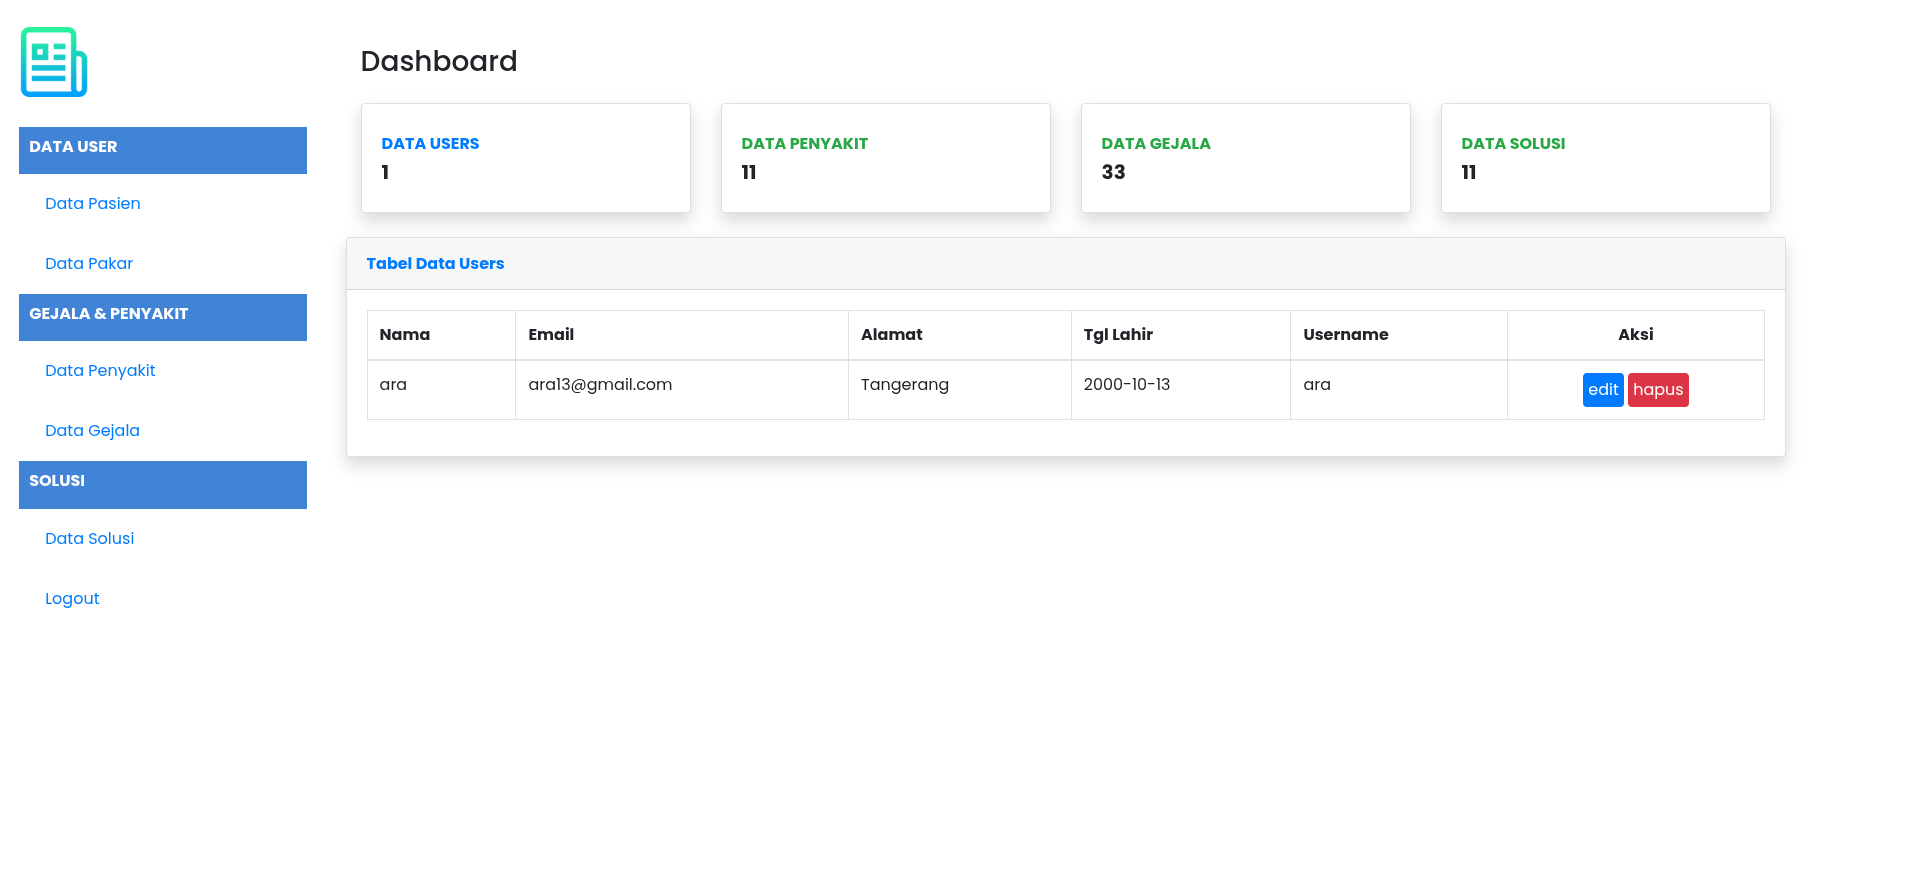 DATA USER
Data Pasien
Data Pakar
GEJALA & PENYAKIT
Data Penyakit
Data Gejala
SOLUSI
Data Solusi
Logout
Dashboard
DATA USERS
1
DATA PENYAKIT
11
DATA GEJALA
33
DATA SOLUSI
11
Tabel Data Users
Nama Email Alamat Tgl Lahir Username Aksi
ara ara13@gmail.com Tangerang 2000-10-13 ara edit hapus